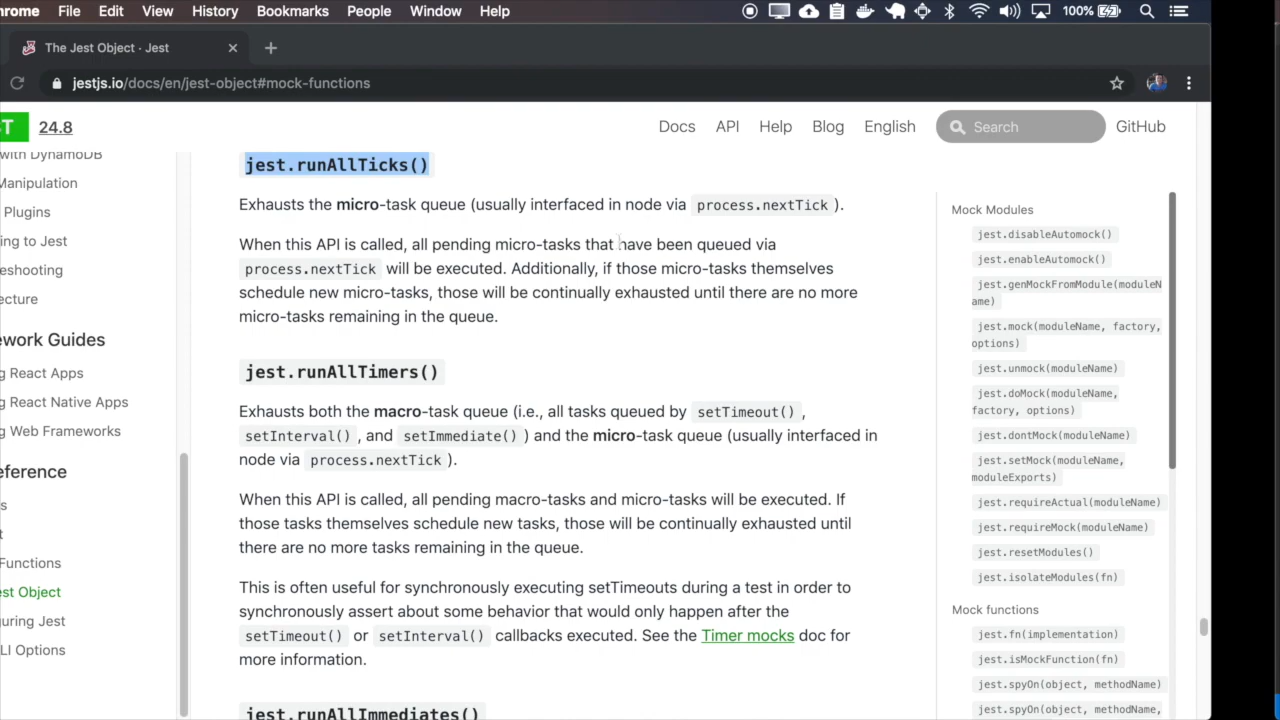 hrome File Edit View History Bookmarks People Window Help 100%
The Jest Object · Jest
jestjs.io/docs/en/jest-object#mock-functions
T 24.8 Docs API Help Blog English Search GitHub
with DynamoDB
Manipulation
Plugins
ing to Jest
eshooting
ecture
work Guides
g React Apps
g React Native Apps
g Web Frameworks
eference
s
t
Functions
est Object
uring Jest
LI Options
jest.runAllTicks()
Exhausts the micro-task queue (usually interfaced in node via process.nextTick ).
When this API is called, all pending micro-tasks that have been queued via
process.nextTick will be executed. Additionally, if those micro-tasks themselves
schedule new micro-tasks, those will be continually exhausted until there are no more
micro-tasks remaining in the queue.
jest.runAllTimers()
Exhausts both the macro-task queue (i.e., all tasks queued by setTimeout() ,
setInterval() , and setImmediate() ) and the micro-task queue (usually interfaced in
node via process.nextTick ).
When this API is called, all pending macro-tasks and micro-tasks will be executed. If
those tasks themselves schedule new tasks, those will be continually exhausted until
there are no more tasks remaining in the queue.
This is often useful for synchronously executing setTimeouts during a test in order to
synchronously assert about some behavior that would only happen after the
setTimeout() or setInterval() callbacks executed. See the Timer mocks doc for
more information.
jest.runAllImmediates()
Mock Modules
jest.disableAutomock()
jest.enableAutomock()
jest.genMockFromModule(moduleN
ame)
jest.mock(moduleName, factory,
options)
jest.unmock(moduleName)
jest.doMock(moduleName,
factory, options)
jest.dontMock(moduleName)
jest.setMock(moduleName,
moduleExports)
jest.requireActual(moduleName)
jest.requireMock(moduleName)
jest.resetModules()
jest.isolateModules(fn)
Mock functions
jest.fn(implementation)
jest.isMockFunction(fn)
jest.spyOn(object, methodName)
jest.spyOn(object, methodName,